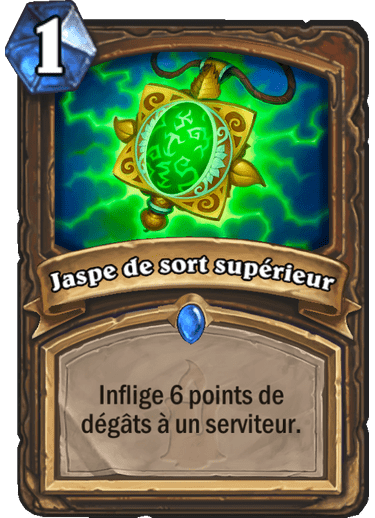 1
Jaspe de sort supérieur
Inflige 6 points de
dégâts à un serviteur.